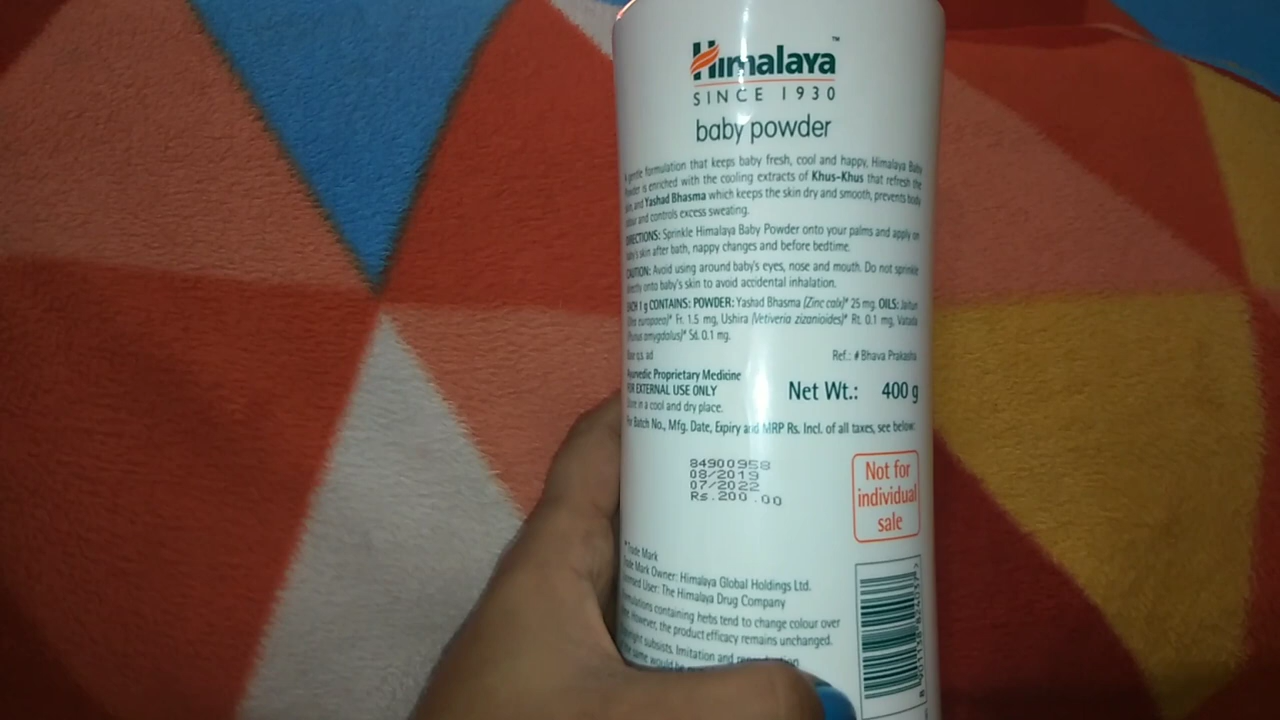 Himalaya™
SINCE 1930
baby powder
gentle formulation that keeps baby fresh, cool and happy. Himalaya Baby
Powder is enriched with the cooling extracts of Khus-Khus that refresh the
skin, and Yashad Bhasma which keeps the skin dry and smooth, prevents body
odour and controls excess sweating.
DIRECTIONS: Sprinkle Himalaya Baby Powder onto your palms and apply on
baby's skin after bath, nappy changes and before bedtime.
CAUTION: Avoid using around baby's eyes, nose and mouth. Do not sprinkle
directly onto baby's skin to avoid accidental inhalation.
EACH 1 g CONTAINS: POWDER: Yashad Bhasma (Zinc calx)# 25 mg. OILS: Jaitun
(Olea europaea)# Fr. 1.5 mg, Ushira (Vetiveria zizanioides)# Rt. 0.1 mg, Vatada
(Prunus amygdalus)# Sd. 0.1 mg.
Base q.s. ad
Ref.: # Bhava Prakasha
Ayurvedic Proprietary Medicine
FOR EXTERNAL USE ONLY
Store in a cool and dry place.
Net Wt.: 400 g
For Batch No., Mfg. Date, Expiry and MRP Rs. Incl. of all taxes, see below:
84900958
08/2019
07/2022
Rs.200.00
Not for
individual
sale
* Trade Mark
Trade Mark Owner: Himalaya Global Holdings Ltd.
Licensed User: The Himalaya Drug Company
Formulations containing herbs tend to change colour over
time. However, the product efficacy remains unchanged.
subsists. Imitation and reproduction
same would be